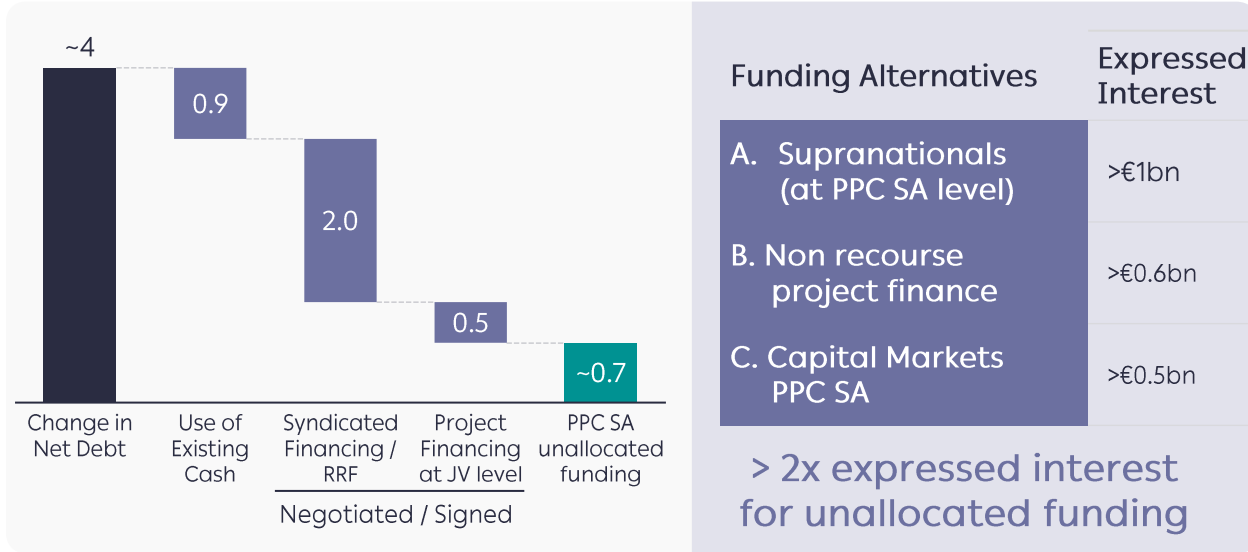 ~4
0.9
2.0
0.5
~0.7
Change in
Net Debt
Use of
Existing
Cash
Syndicated
Financing /
RRF
Project
Financing
at JV level
PPC SA
unallocated
funding
Negotiated / Signed
Funding Alternatives
Expressed
Interest
A. Supranationals
(at PPC SA level)
>€1bn
B. Non recourse
project finance
>€0.6bn
C. Capital Markets
PPC SA
>€0.5bn
> 2x expressed interest
for unallocated funding